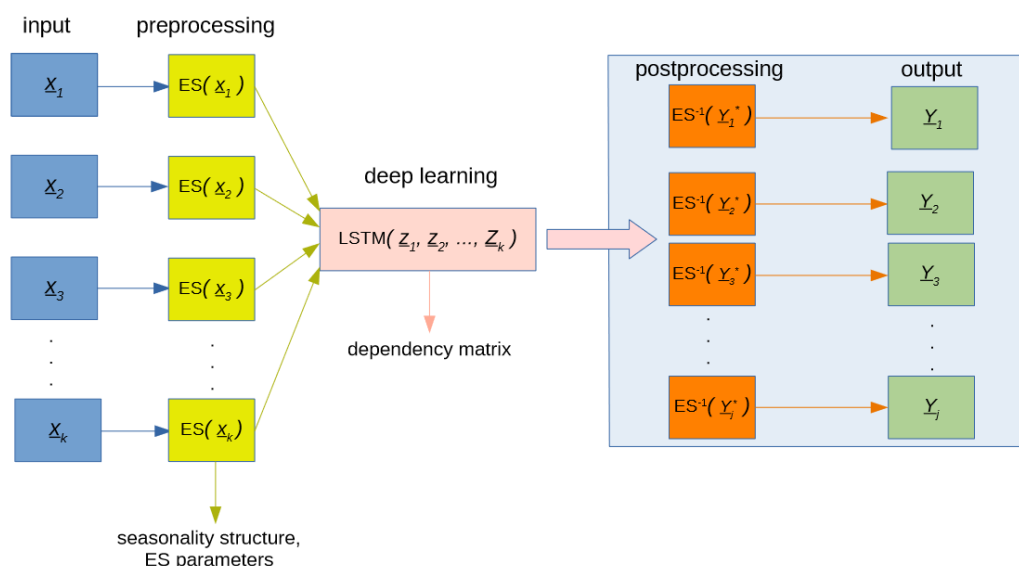 input
preprocessing
x1
ES( x1 )
x2
ES( x2 )
x3
ES( x3 )
. . .
. . .
xk
ES( xk )
seasonality structure,
ES parameters
deep learning
LSTM( z1, z2, ..., Zk )
dependency matrix
postprocessing
output
ES-1( Y1* )
Y1
ES-1( Y2* )
Y2
ES-1( Y3* )
Y3
. . .
. . .
ES-1( Yj* )
Yj